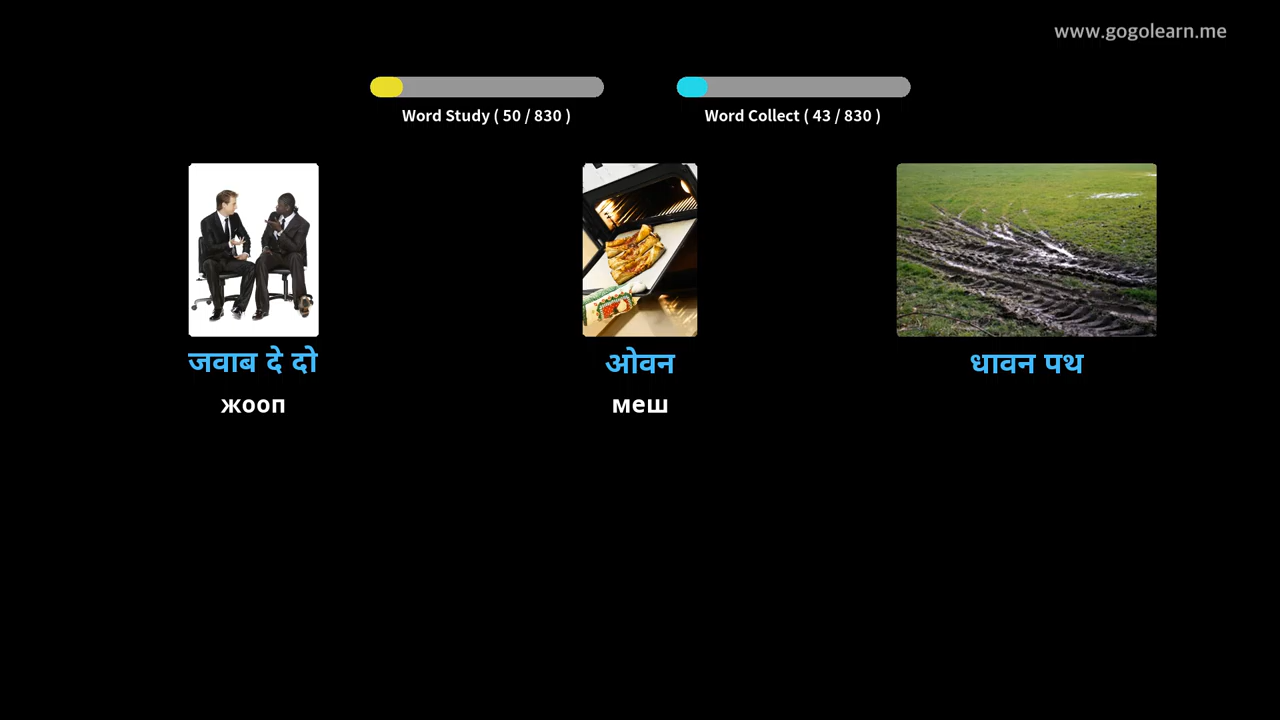 www.gogolearn.me
Word Study ( 50 / 830 )
Word Collect ( 43 / 830 )
जवाब दे दो
ओवन
धावन पथ
жооп
меш